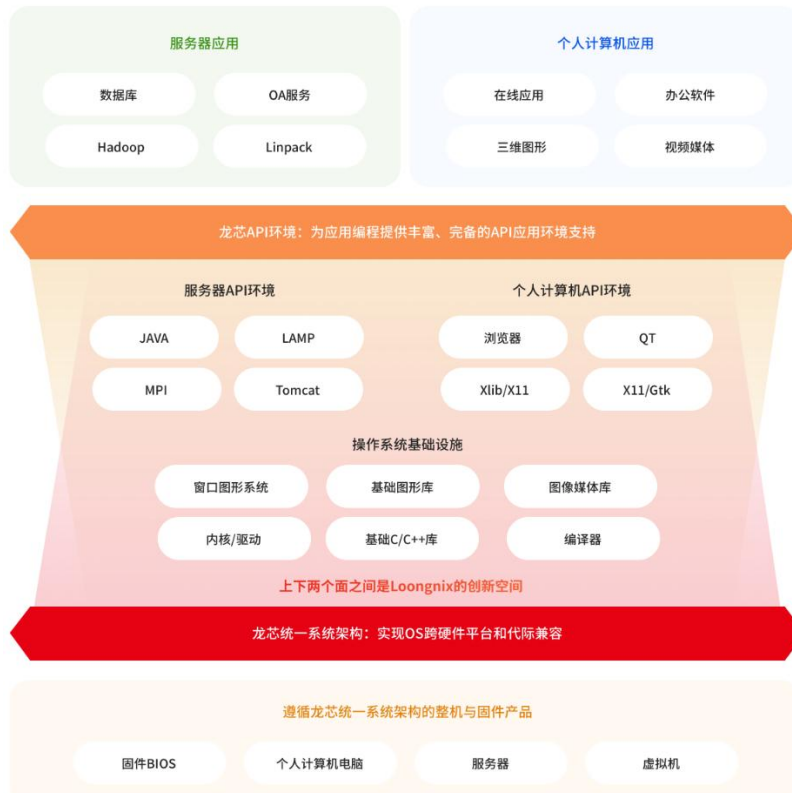 服务器应用
个人计算机应用
数据库
OA服务
在线应用
办公软件
Hadoop
Linpack
三维图形
视频媒体
龙芯API环境：为应用编程提供丰富、完备的API应用环境支持
服务器API环境
个人计算机API环境
JAVA
LAMP
浏览器
QT
MPI
Tomcat
Xlib/X11
X11/Gtk
操作系统基础设施
窗口图形系统
基础图形库
图像媒体库
内核/驱动
基础C/C++库
编译器
上下两个面之间是Loongnix的创新空间
龙芯统一系统架构：实现OS跨硬件平台和代际兼容
遵循龙芯统一系统架构的整机与固件产品
固件BIOS
个人计算机电脑
服务器
虚拟机